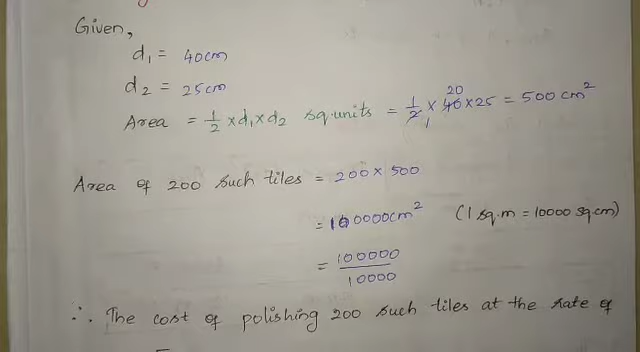 Given,
d₁ = 40cm
d₂ = 25cm
Area = 1/2 × d₁ × d₂ sq.units = 1/2 × 40 × 25 = 500 cm²
20
1
Area of 200 such tiles = 200 × 500
= 100000cm² (1 sq.m = 10000 sq cm)
= 100000/10000
∴ The cost of polishing 200 such tiles at the rate of